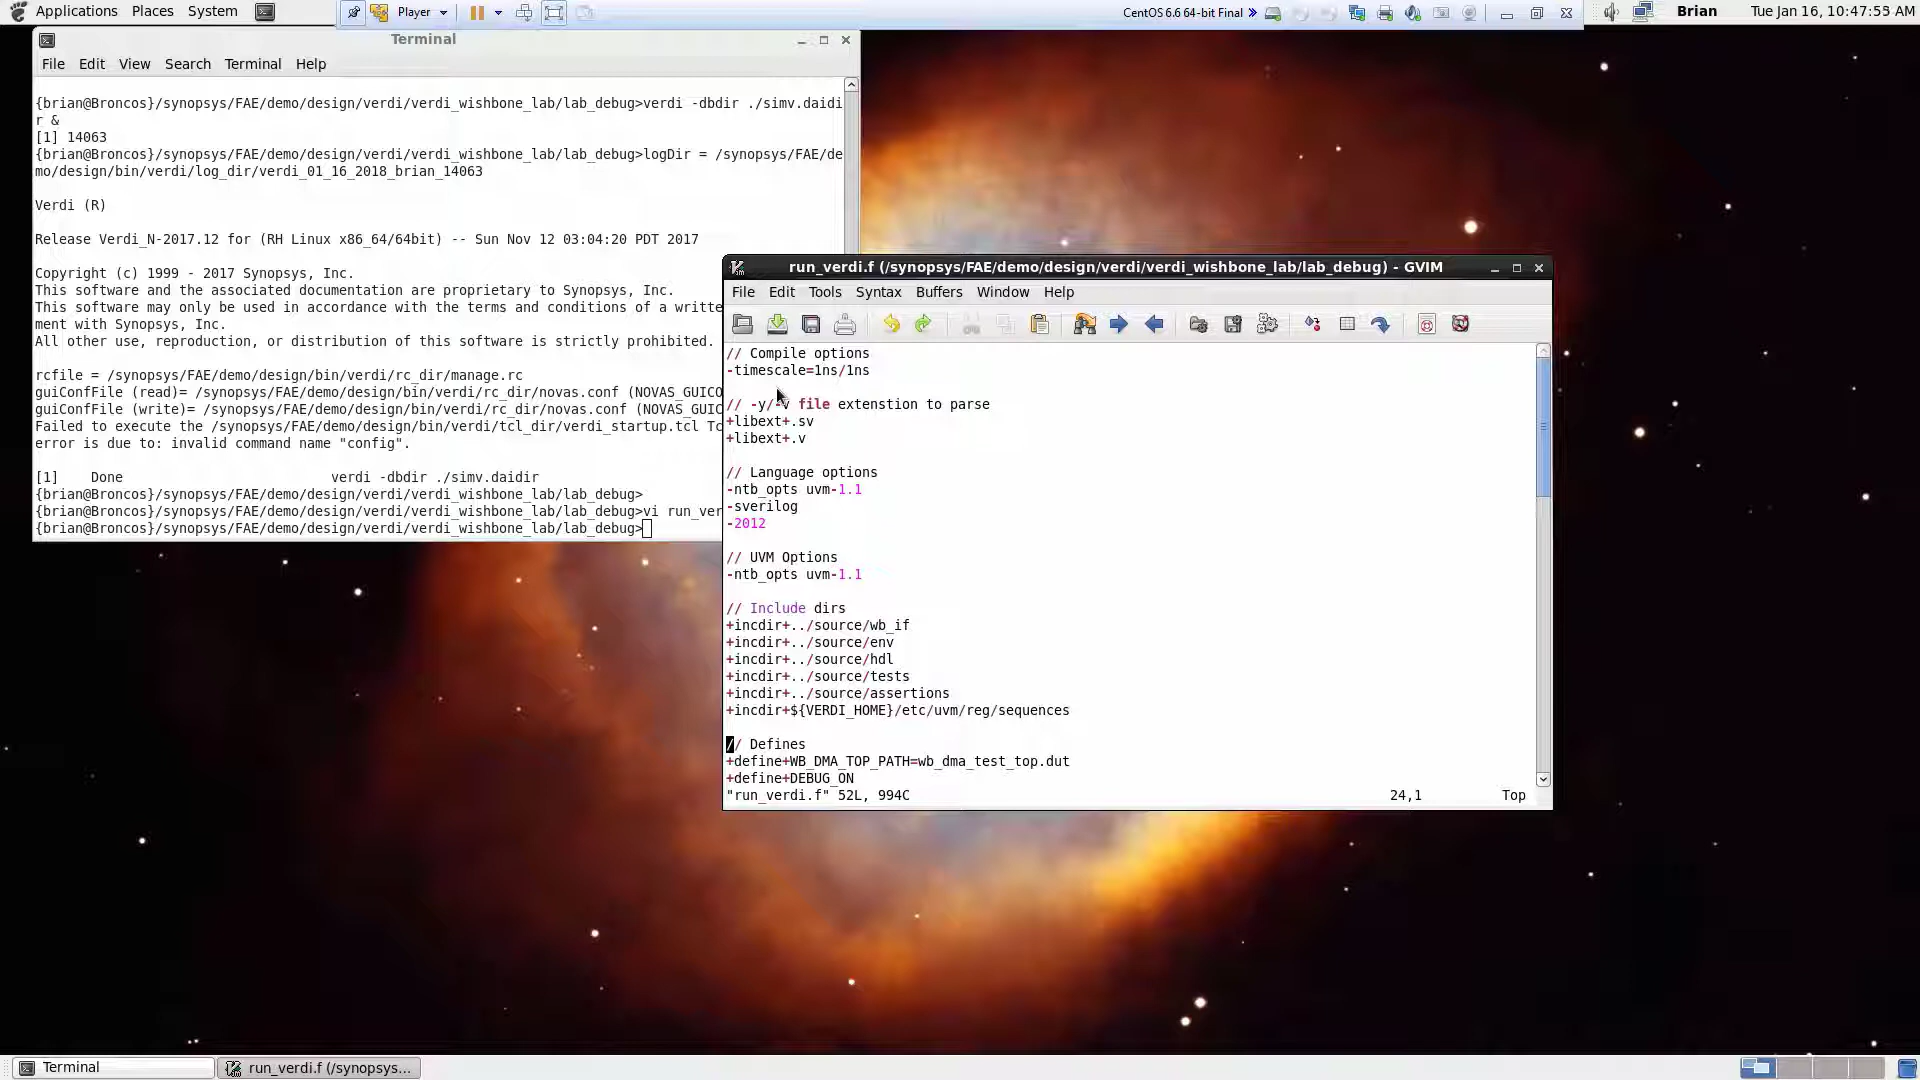 Applications Places System
Player
CentOS 6.6 64-bit Final
Brian
Tue Jan 16, 10:47:55 AM
Terminal
File Edit View Search Terminal Help
{brian@Broncos}/synopsys/FAE/demo/design/verdi/verdi_wishbone_lab/lab_debug>verdi -dbdir ./simv.daidi
r &
[1] 14063
{brian@Broncos}/synopsys/FAE/demo/design/verdi/verdi_wishbone_lab/lab_debug>logDir = /synopsys/FAE/de
mo/design/bin/verdi/log_dir/verdi_01_16_2018_brian_14063
Verdi (R)
Release Verdi_N-2017.12 for (RH Linux x86_64/64bit) -- Sun Nov 12 03:04:20 PDT 2017
Copyright (c) 1999 - 2017 Synopsys, Inc.
This software and the associated documentation are proprietary to Synopsys, Inc.
This software may only be used in accordance with the terms and conditions of a writte
ment with Synopsys, Inc.
All other use, reproduction, or distribution of this software is strictly prohibited.
rcfile = /synopsys/FAE/demo/design/bin/verdi/rc_dir/manage.rc
guiConfFile (read)= /synopsys/FAE/demo/design/bin/verdi/rc_dir/novas.conf (NOVAS_GUICO
guiConfFile (write)= /synopsys/FAE/demo/design/bin/verdi/rc_dir/novas.conf (NOVAS_GUC
Failed to execute the /synopsys/FAE/demo/design/bin/verdi/tcl_dir/verdi_startup.tcl Tc
error is due to: invalid command name "config".
[1] Done verdi -dbdir ./simv.daidir
{brian@Broncos}/synopsys/FAE/demo/design/verdi/verdi_wishbone_lab/lab_debug>
{brian@Broncos}/synopsys/FAE/demo/design/verdi/verdi_wishbone_lab/lab_debug>vi run_ver
{brian@Broncos}/synopsys/FAE/demo/design/verdi/verdi_wishbone_lab/lab_debug>
run_verdi.f (/synopsys/FAE/demo/design/verdi/verdi_wishbone_lab/lab_debug) - GVIM
File Edit Tools Syntax Buffers Window Help
// Compile options
-timescale=1ns/1ns
// -y/-v file extenstion to parse
+libext+.sv
+libext+.v
// Language options
-ntb_opts uvm-1.1
-sverilog
-2012
// UVM Options
-ntb_opts uvm-1.1
// Include dirs
+incdir+../source/wb_if
+incdir+../source/env
+incdir+../source/hdl
+incdir+../source/tests
+incdir+../source/assertions
+incdir+${VERDI_HOME}/etc/uvm/reg/sequences
// Defines
+define+WB_DMA_TOP_PATH=wb_dma_test_top.dut
+define+DEBUG_ON
"run_verdi.f" 52L, 994C 24,1 Top
Terminal
run_verdi.f (/synopsys...